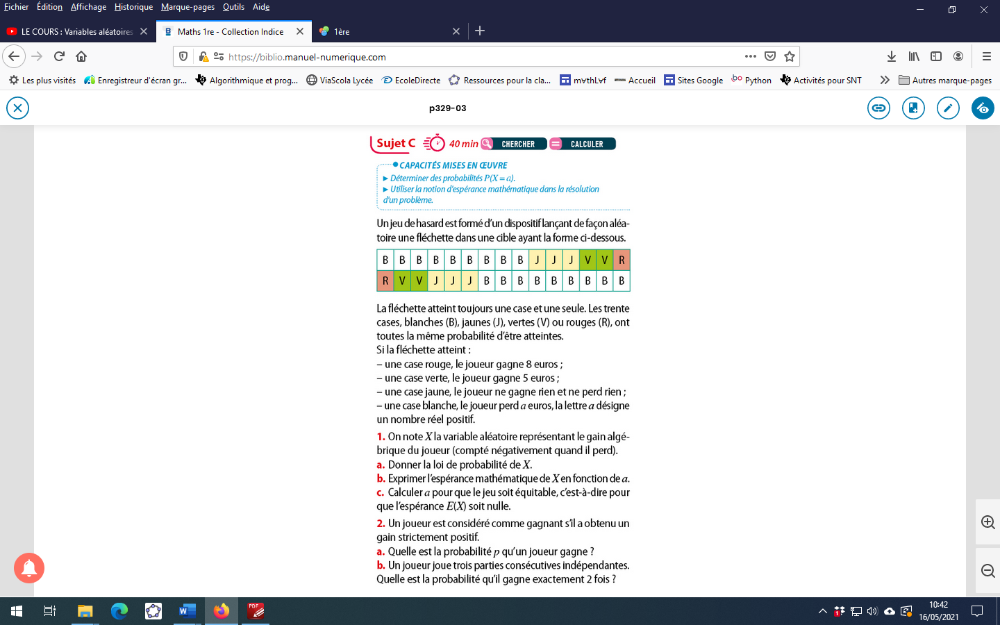 Fichier Édition Affichage Historique Marque-pages Outils Aide
LE COURS : Variables aléatoires
Maths 1re - Collection Indice
1ère
https://biblio.manuel-numerique.com
Les plus visités
Enregistreur d'écran gr...
Algorithmique et prog...
ViaScola Lycée
EcoleDirecte
Ressources pour la cla...
m∀thL∀f
Accueil
Sites Google
Python
Activités pour SNT
Autres marque-pages
p329-03
Sujet C 40 min CHERCHER CALCULER
CAPACITÉS MISES EN ŒUVRE
► Déterminer des probabilités P(X = a).
► Utiliser la notion d'espérance mathématique dans la résolution
d'un problème.
Un jeu de hasard est formé d'un dispositif lançant de façon aléa-
toire une fléchette dans une cible ayant la forme ci-dessous.
B B B B B B B B B J J J V V R
R V V J J J B B B B B B B B B
La fléchette atteint toujours une case et une seule. Les trente
cases, blanches (B), jaunes (J), vertes (V) ou rouges (R), ont
toutes la même probabilité d'être atteintes.
Si la fléchette atteint :
– une case rouge, le joueur gagne 8 euros ;
– une case verte, le joueur gagne 5 euros ;
– une case jaune, le joueur ne gagne rien et ne perd rien ;
– une case blanche, le joueur perd a euros, la lettre a désigne
un nombre réel positif.
1. On note X la variable aléatoire représentant le gain algé-
brique du joueur (compté négativement quand il perd).
a. Donner la loi de probabilité de X.
b. Exprimer l'espérance mathématique de X en fonction de a.
c. Calculer a pour que le jeu soit équitable, c'est-à-dire pour
que l'espérance E(X) soit nulle.
2. Un joueur est considéré comme gagnant s'il a obtenu un
gain strictement positif.
a. Quelle est la probabilité p qu'un joueur gagne ?
b. Un joueur joue trois parties consécutives indépendantes.
Quelle est la probabilité qu'il gagne exactement 2 fois ?
10:42
16/05/2021